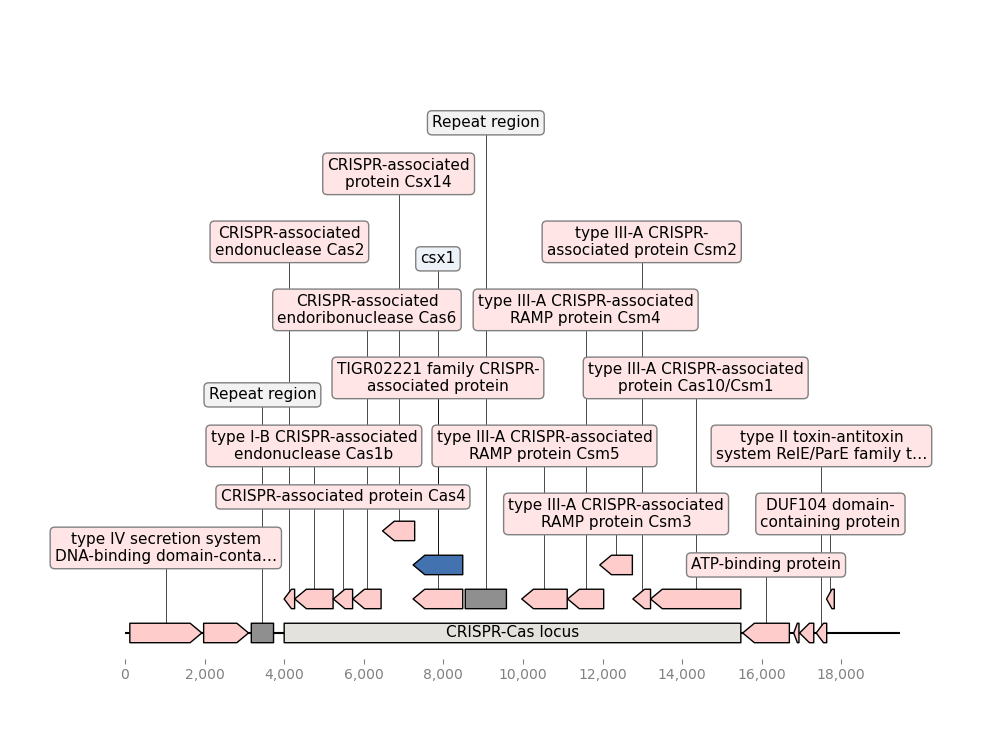 Repeat region
CRISPR-associated
protein Csx14
CRISPR-associated
endonuclease Cas2
type III-A CRISPR-
associated protein Csm2
csx1
CRISPR-associated
endoribonuclease Cas6
type III-A CRISPR-associated
RAMP protein Csm4
TIGR02221 family CRISPR-
associated protein
type III-A CRISPR-associated
protein Cas10/Csm1
Repeat region
type I-B CRISPR-associated
endonuclease Cas1b
type III-A CRISPR-associated
RAMP protein Csm5
type II toxin-antitoxin
system RelE/ParE family t…
CRISPR-associated protein Cas4
type III-A CRISPR-associated
RAMP protein Csm3
DUF104 domain-
containing protein
type IV secretion system
DNA-binding domain-conta…
ATP-binding protein
CRISPR-Cas locus
0 2,000 4,000 6,000 8,000 10,000 12,000 14,000 16,000 18,000